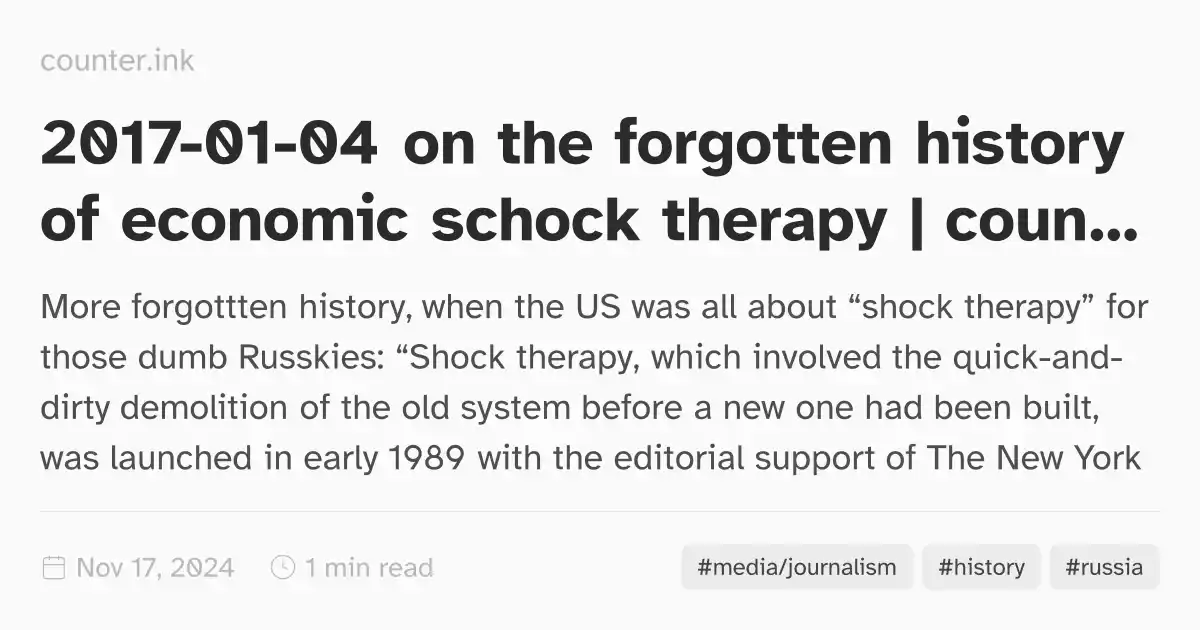 counter.ink
2017-01-04 on the forgotten history
of economic schock therapy | coun...
More forgottten history, when the US was all about “shock therapy” for
those dumb Russkies: “Shock therapy, which involved the quick-and-
dirty demolition of the old system before a new one had been built,
was launched in early 1989 with the editorial support of The New York
Nov 17, 2024 1 min read #media/journalism #history #russia